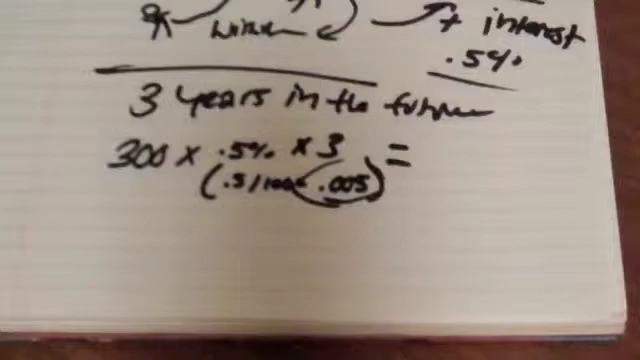 + interest
.5%
3 years in the future
300 x .5% x 3 =
(.5/100= .005)